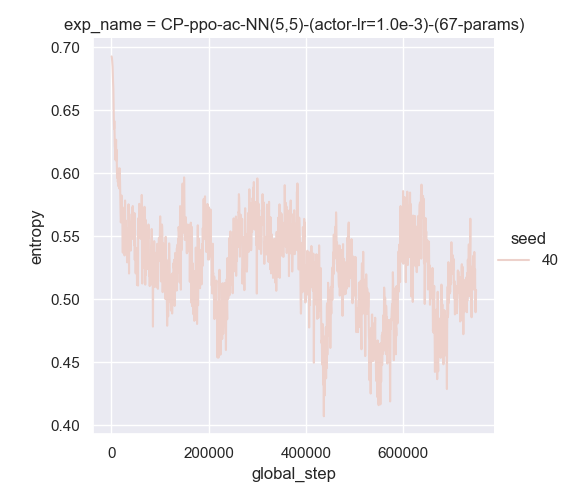 exp_name = CP-ppo-ac-NN(5,5)-(actor-lr=1.0e-3)-(67-params)
0.70
0.65
0.60
0.55
0.50
0.45
0.40
entropy
0 200000 400000 600000
global_step
seed
40